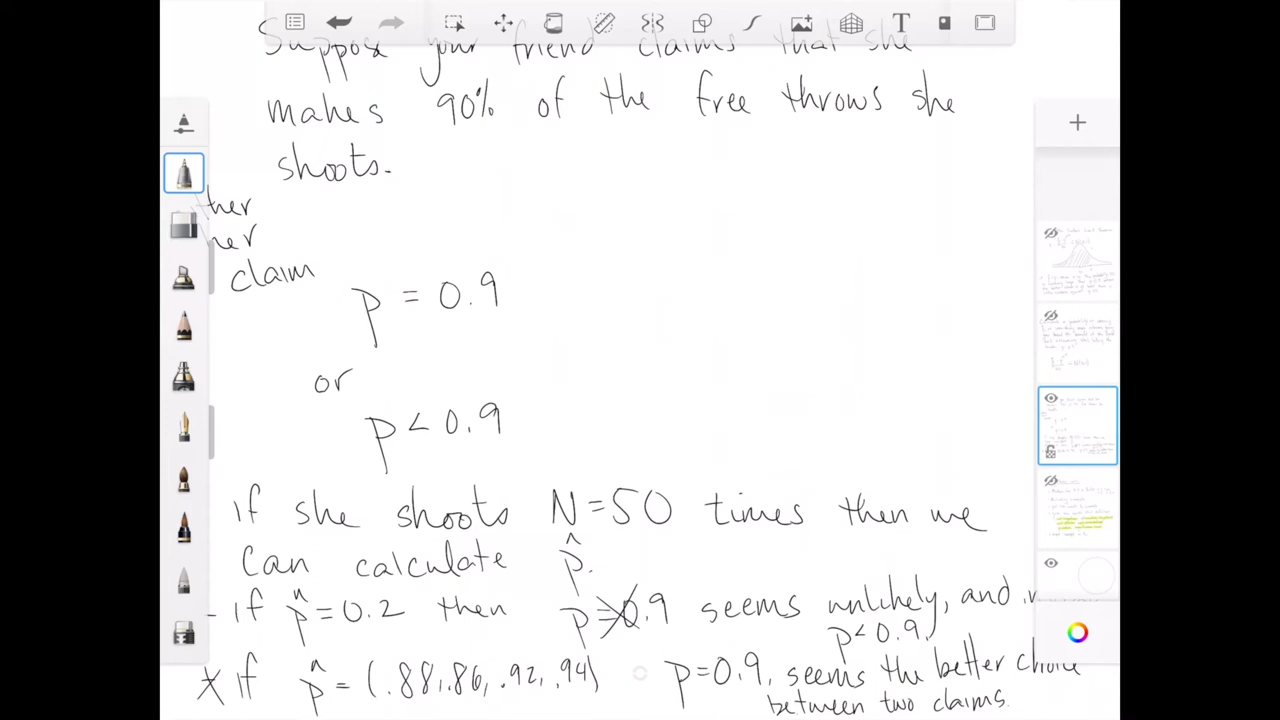 Suppose your friend claims that she
makes 90% of the free throws she
shoots.
ther
her
claim
p = 0.9
or
p < 0.9
if she shoots N=50 times then we
can calculate p̂.
- if p̂ = 0.2 then p=0.9 seems unlikely, and
p< 0.9.
* if p̂ = (.88,.86, .92, .94) p=0.9, seems the better choice
between two claims.